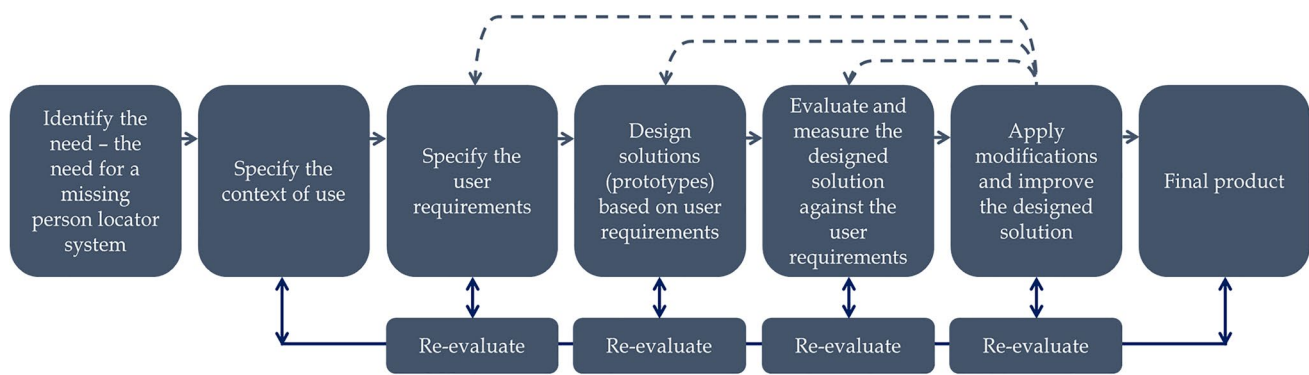 Identify the
need – the
need for a
missing
person locator
system
Specify the
context of use
Specify the
user
requirements
Design
solutions
(prototypes)
based on user
requirements
Evaluate and
measure the
designed
solution
against the
user
requirements
Apply
modifications
and improve
the designed
solution
Final product
Re-evaluate
Re-evaluate
Re-evaluate
Re-evaluate